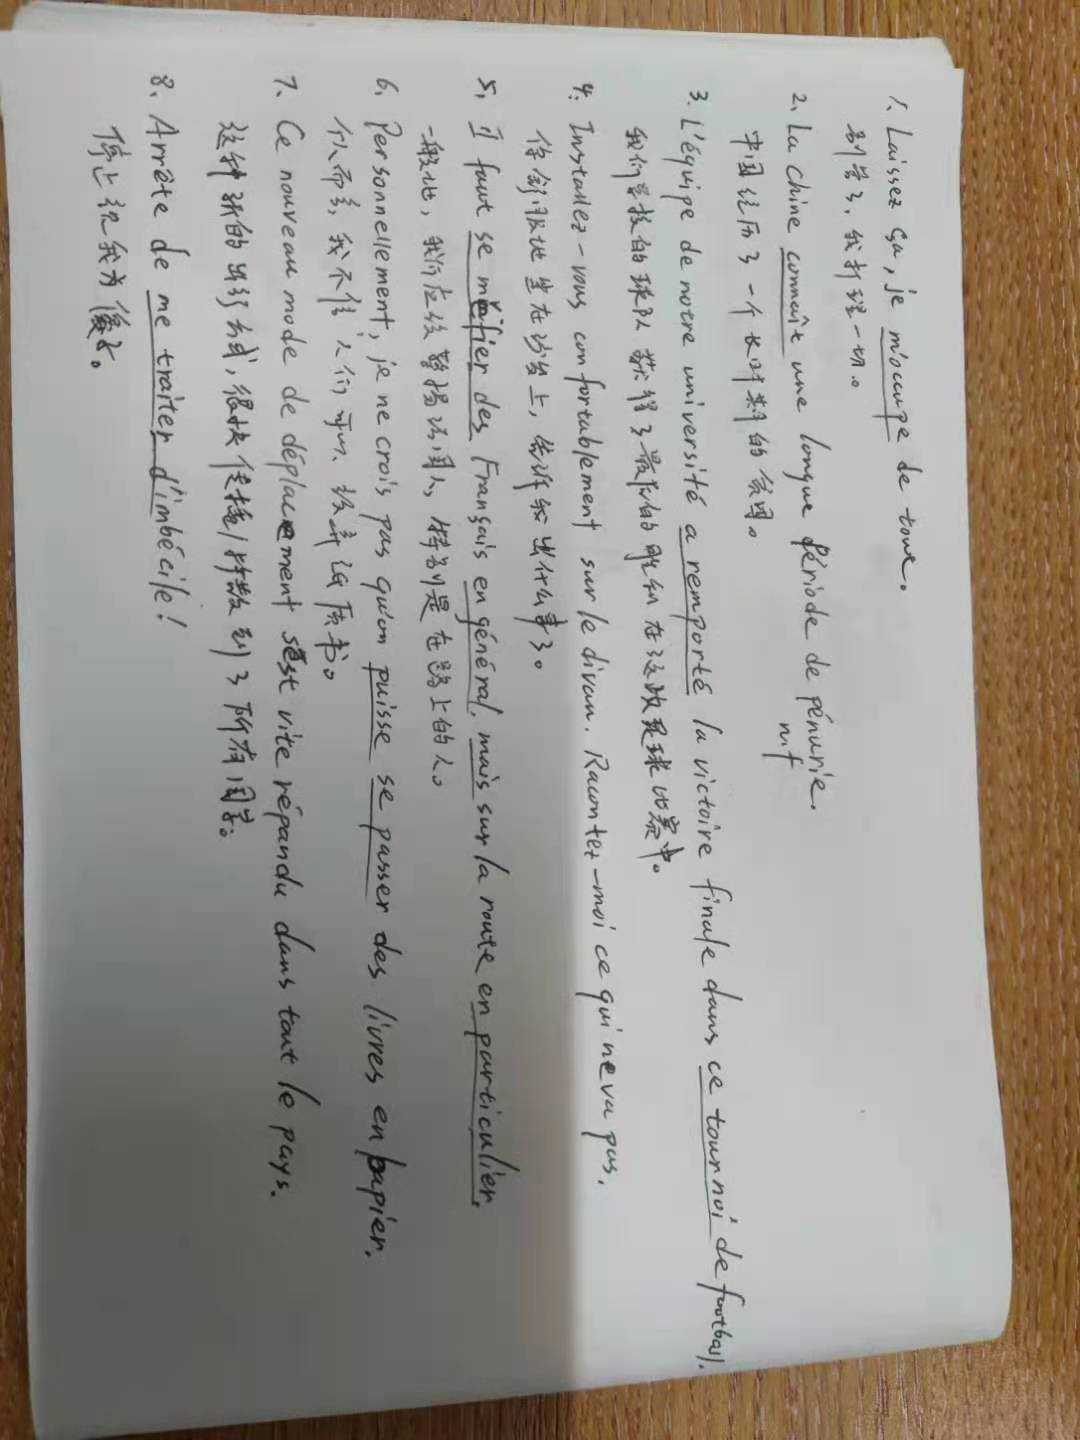 1. Laissez ça, je m'occupe de tout.
别管了,我打理一切。
2. La Chine connaît une longue période de pénurie.
n.f
中国经历了一个长时期的贫困。
3. L'équipe de notre université a remporté la victoire finale dans ce tournoi de football.
我们学校的球队获得了最后的胜利在这场足球比赛中。
4. Installez-vous confortablement sur le divan. Racontez-moi ce qui ne va pas.
你舒服地坐在沙发上,告诉我出什么事了。
5. Il faut se méfier des Français en général, mais sur la route en particulier.
一般地,我们应该警惕法国人,特别是在路上的人。
6. Personnellement, je ne crois pas qu'on puisse se passer des livres en papier.
个人而言,我不信人们可以放弃纸质书。
7. Ce nouveau mode de déplacement s'est vite répandu dans tout le pays.
这种新的出行方式,很快传播/扩散到了所有国家。
8. Arrête de me traiter d'imbécile!
停止视我为傻子。